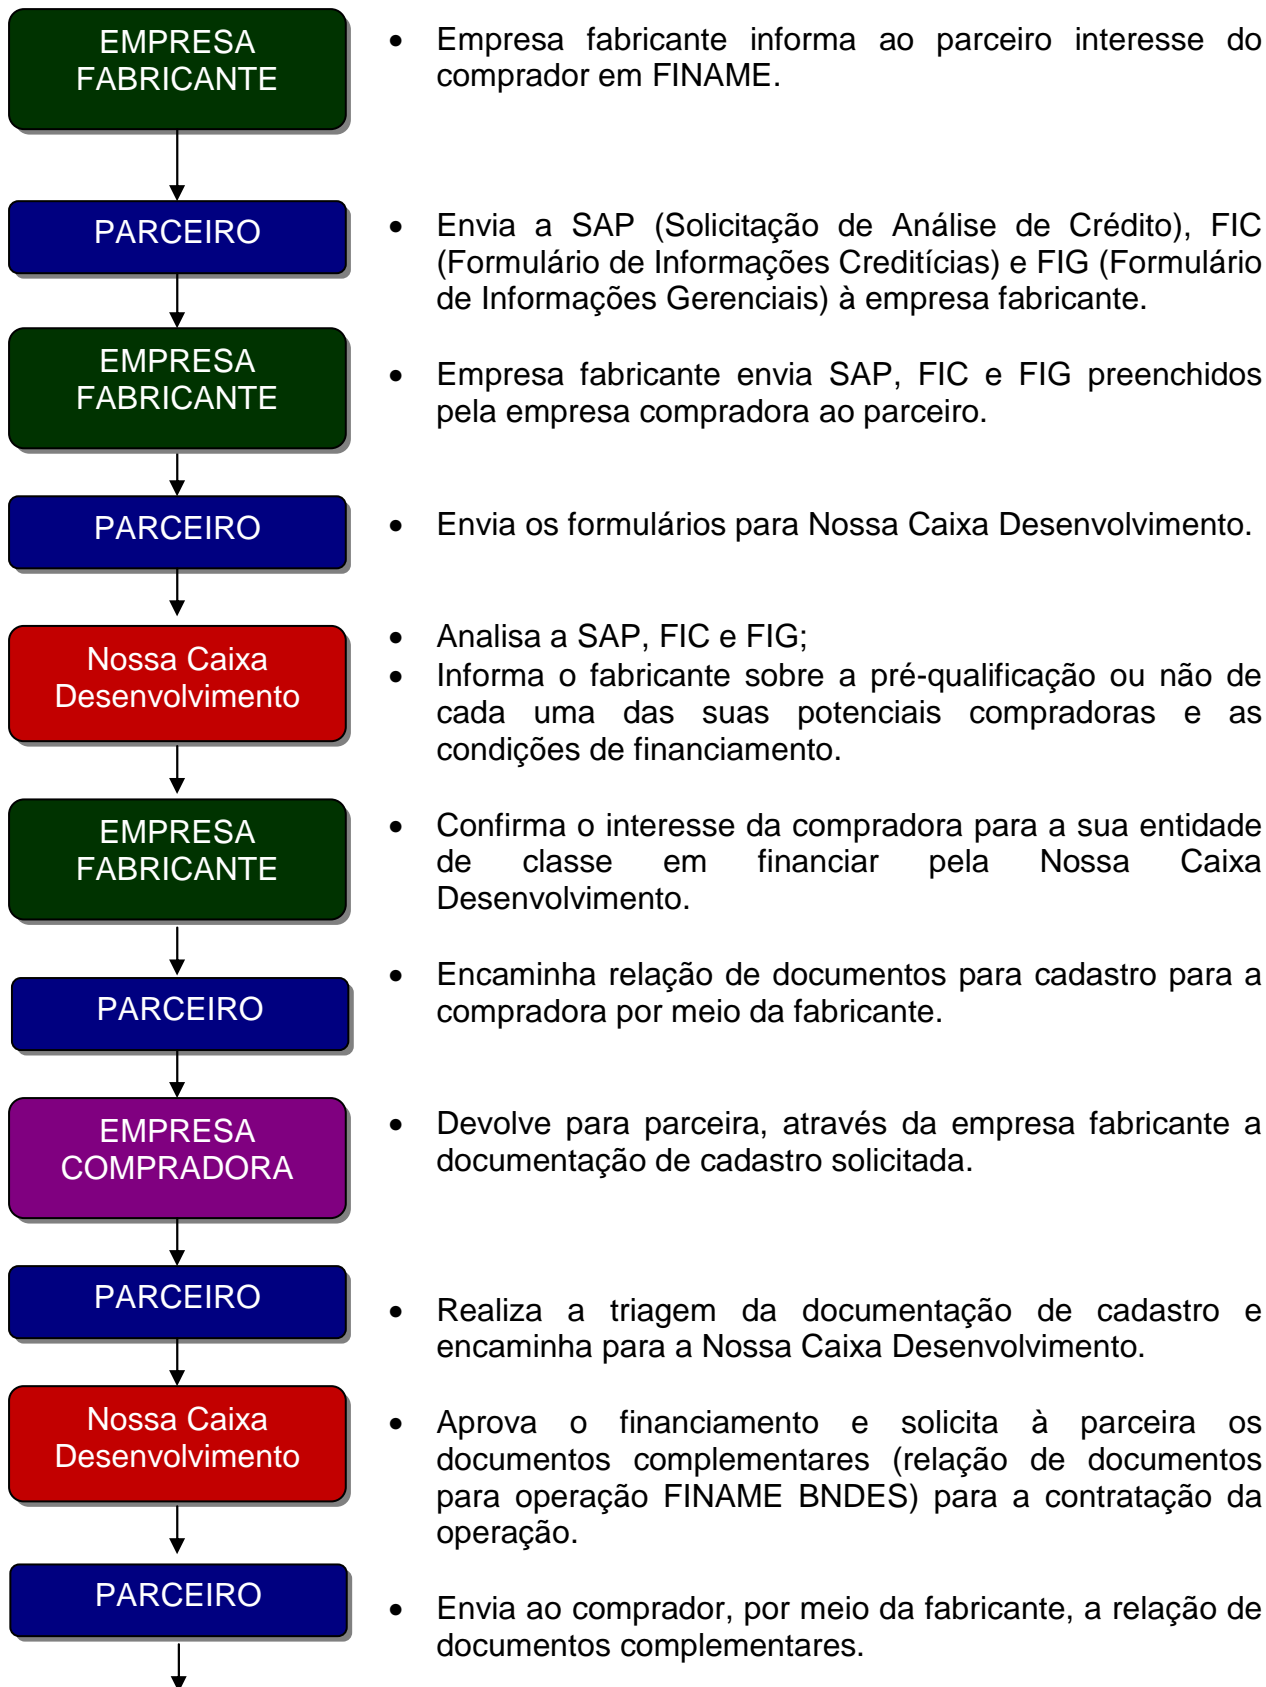 EMPRESA
FABRICANTE
• Empresa fabricante informa ao parceiro interesse do
comprador em FINAME.
PARCEIRO
• Envia a SAP (Solicitação de Análise de Crédito), FIC
(Formulário de Informações Creditícias) e FIG (Formulário
de Informações Gerenciais) à empresa fabricante.
EMPRESA
FABRICANTE
• Empresa fabricante envia SAP, FIC e FIG preenchidos
pela empresa compradora ao parceiro.
PARCEIRO
• Envia os formulários para Nossa Caixa Desenvolvimento.
Nossa Caixa
Desenvolvimento
• Analisa a SAP, FIC e FIG;
• Informa o fabricante sobre a pré-qualificação ou não de
cada uma das suas potenciais compradoras e as
condições de financiamento.
EMPRESA
FABRICANTE
• Confirma o interesse da compradora para a sua entidade
de classe em financiar pela Nossa Caixa
Desenvolvimento.
PARCEIRO
• Encaminha relação de documentos para cadastro para a
compradora por meio da fabricante.
EMPRESA
COMPRADORA
• Devolve para parceira, através da empresa fabricante a
documentação de cadastro solicitada.
PARCEIRO
• Realiza a triagem da documentação de cadastro e
encaminha para a Nossa Caixa Desenvolvimento.
Nossa Caixa
Desenvolvimento
• Aprova o financiamento e solicita à parceira os
documentos complementares (relação de documentos
para operação FINAME BNDES) para a contratação da
operação.
PARCEIRO
• Envia ao comprador, por meio da fabricante, a relação de
documentos complementares.